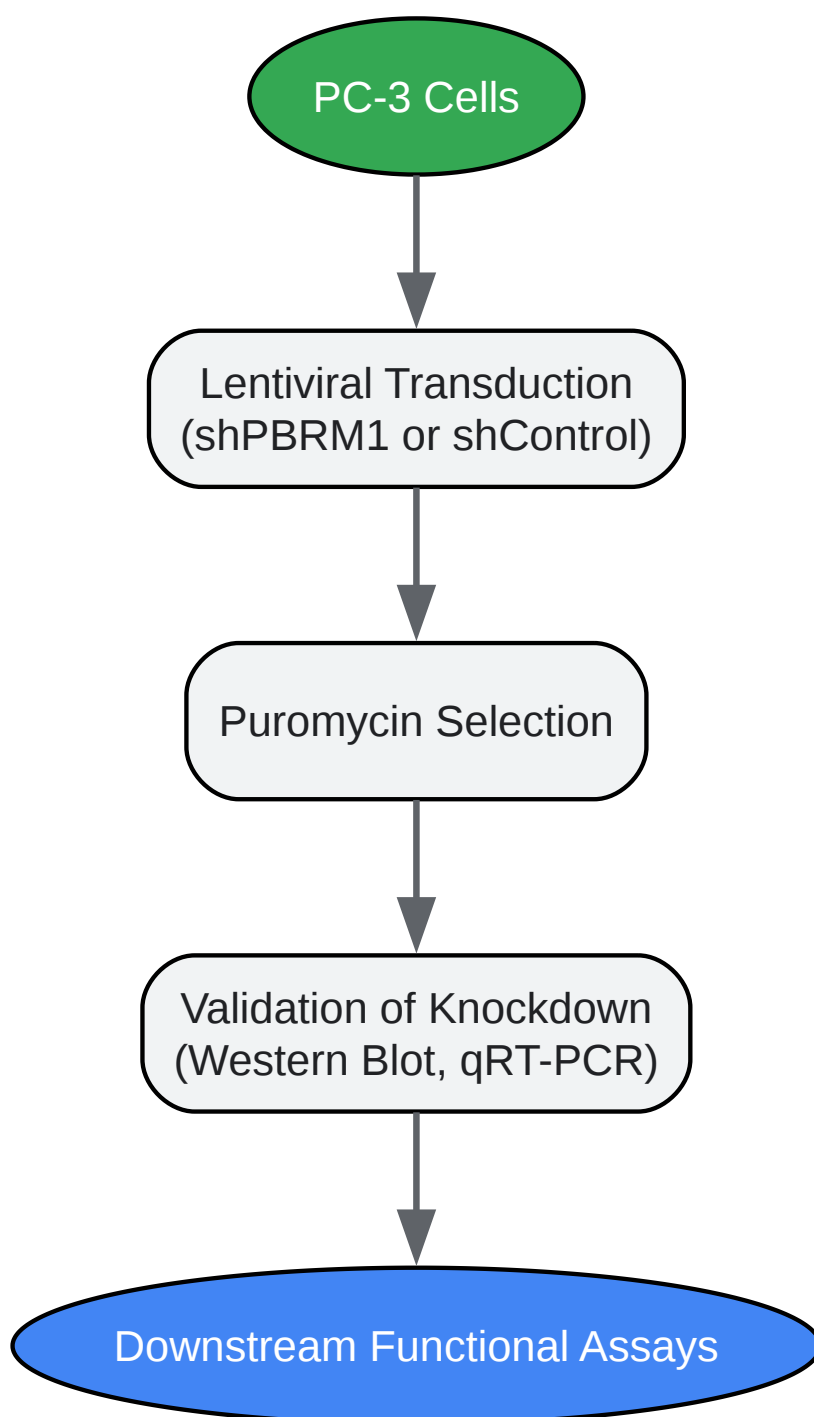 PC-3 Cells
Lentiviral Transduction
(shPBRM1 or shControl)
Puromycin Selection
Validation of Knockdown
(Western Blot, qRT-PCR)
Downstream Functional Assays